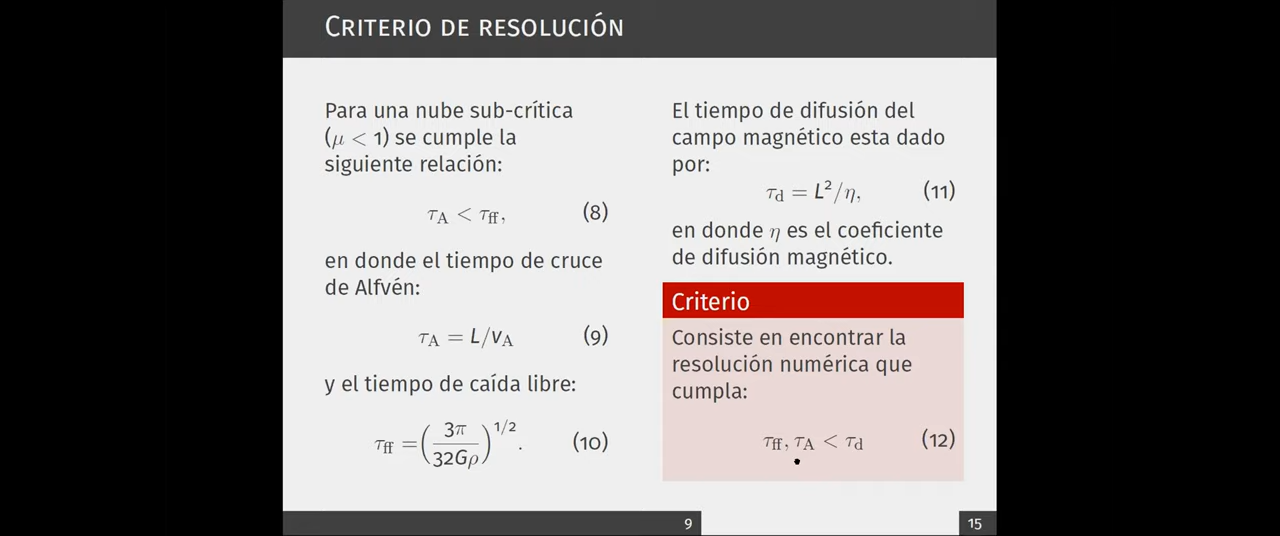 CRITERIO DE RESOLUCIÓN
Para una nube sub-crítica
(μ < 1) se cumple la
siguiente relación:
τ_A < τ_ff, (8)
en donde el tiempo de cruce
de Alfvén:
τ_A = L/v_A (9)
y el tiempo de caída libre:
τ_ff = (3π / 32Gρ)^1/2. (10)
El tiempo de difusión del
campo magnético esta dado
por:
τ_d = L²/η, (11)
en donde η es el coeficiente
de difusión magnético.
Criterio
Consiste en encontrar la
resolución numérica que
cumpla:
τ_ff, τ_A < τ_d (12)
9
15